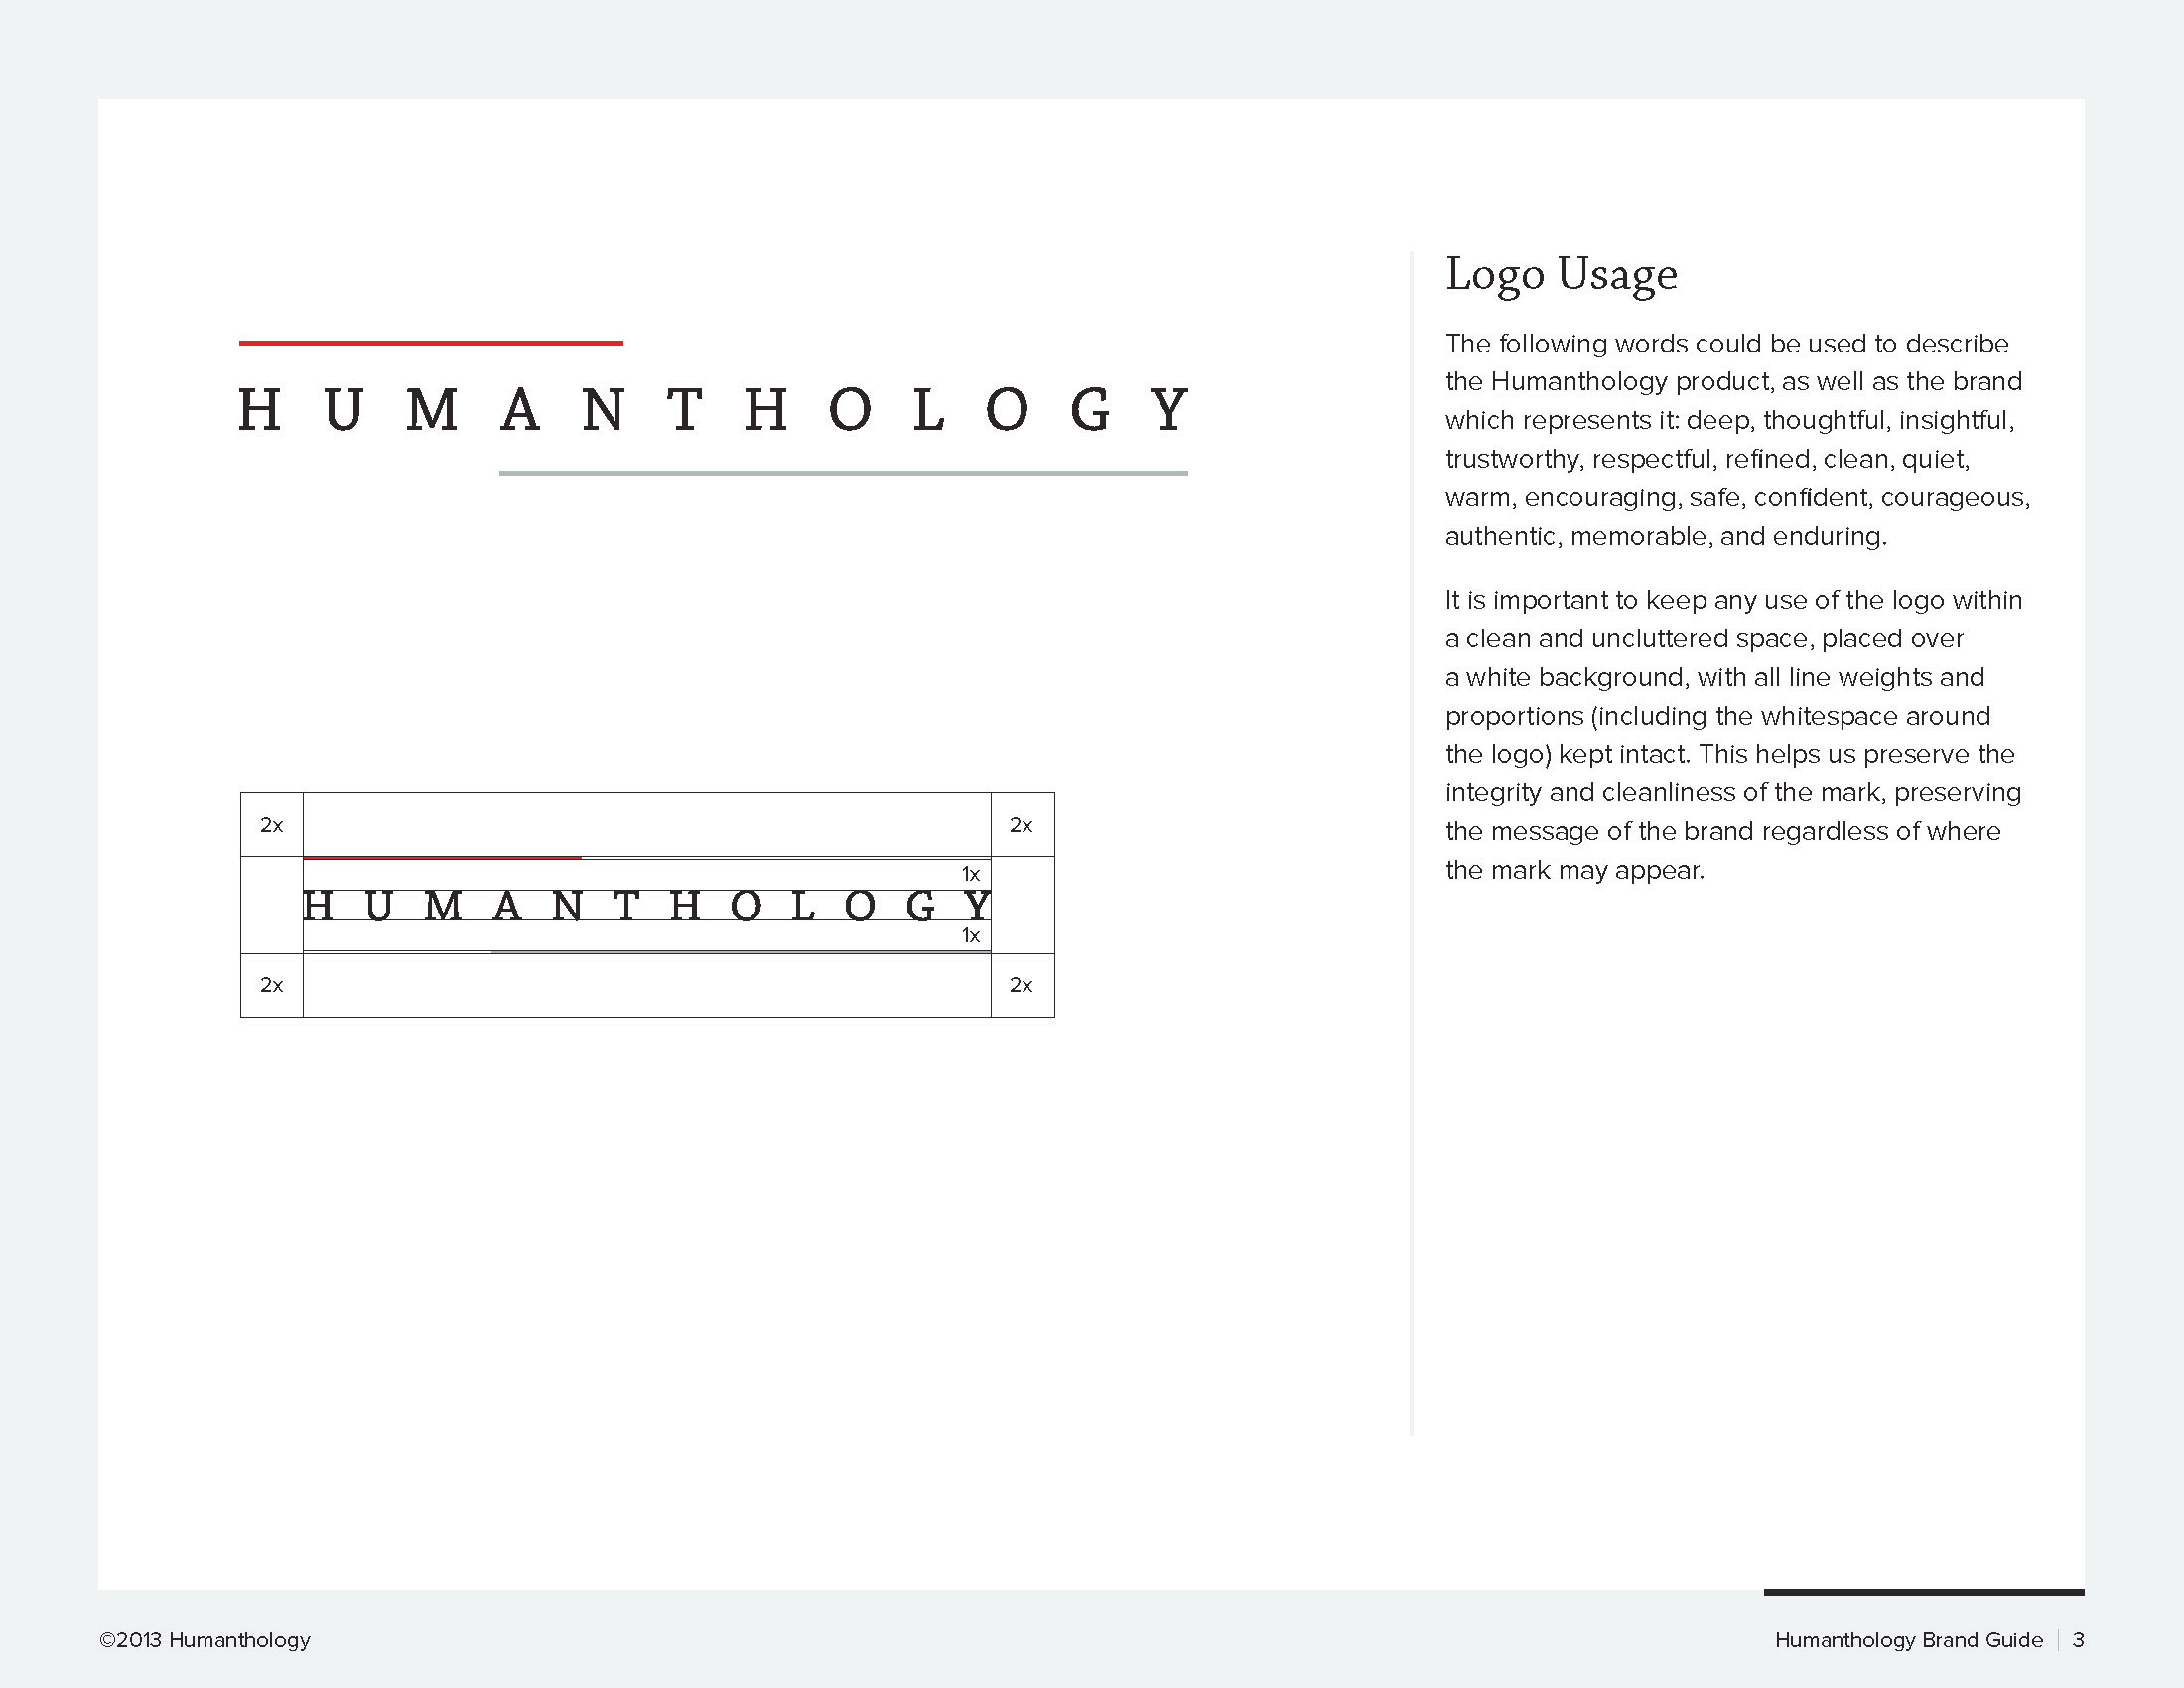 HUMANTHOLOGY
2x
2x
1x
HUMANTHOLOGY
1x
2x
2x
Logo Usage
The following words could be used to describe
the Humanthology product, as well as the brand
which represents it: deep, thoughtful, insightful,
trustworthy, respectful, refined, clean, quiet,
warm, encouraging, safe, confident, courageous,
authentic, memorable, and enduring.
It is important to keep any use of the logo within
a clean and uncluttered space, placed over
a white background, with all line weights and
proportions (including the whitespace around
the logo) kept intact. This helps us preserve the
integrity and cleanliness of the mark, preserving
the message of the brand regardless of where
the mark may appear.
©2013 Humanthology
Humanthology Brand Guide | 3